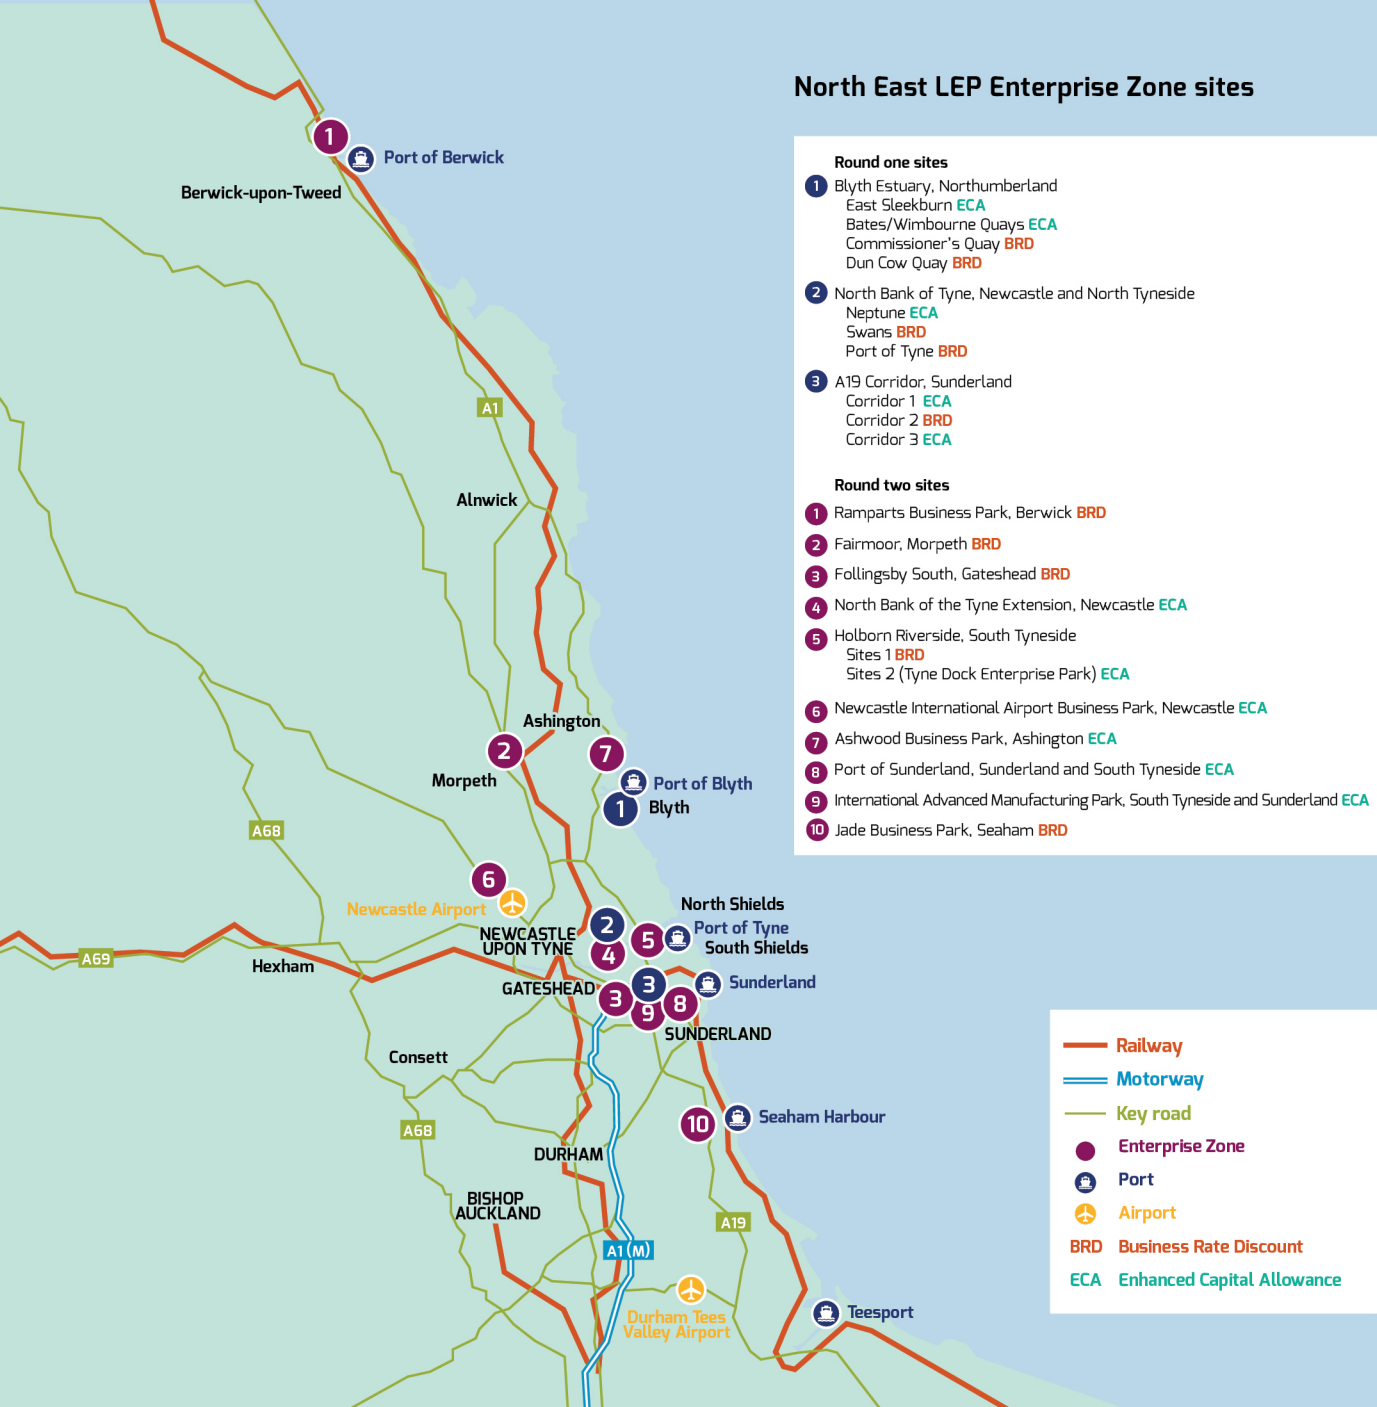 North East LEP Enterprise Zone sites
Round one sites
1 Blyth Estuary, Northumberland
East Sleekburn ECA
Bates/Wimbourne Quays ECA
Commissioner's Quay BRD
Dun Cow Quay BRD
2 North Bank of Tyne, Newcastle and North Tyneside
Neptune ECA
Swans BRD
Port of Tyne BRD
3 A19 Corridor, Sunderland
Corridor 1 ECA
Corridor 2 BRD
Corridor 3 ECA
Round two sites
1 Ramparts Business Park, Berwick BRD
2 Fairmoor, Morpeth BRD
3 Follingsby South, Gateshead BRD
4 North Bank of the Tyne Extension, Newcastle ECA
5 Holborn Riverside, South Tyneside
Sites 1 BRD
Sites 2 (Tyne Dock Enterprise Park) ECA
6 Newcastle International Airport Business Park, Newcastle ECA
7 Ashwood Business Park, Ashington ECA
8 Port of Sunderland, Sunderland and South Tyneside ECA
9 International Advanced Manufacturing Park, South Tyneside and Sunderland ECA
10 Jade Business Park, Seaham BRD
1
Port of Berwick
Berwick-upon-Tweed
A1
Alnwick
Ashington
2
7
Morpeth
Port of Blyth
1
Blyth
A68
6
Newcastle Airport
North Shields
2
Port of Tyne
NEWCASTLE
UPON TYNE
5
South Shields
4
A69
Hexham
GATESHEAD
3
3
Sunderland
8
9
SUNDERLAND
Consett
10
Seaham Harbour
A68
DURHAM
BISHOP
AUCKLAND
A19
A1 (M)
Durham Tees
Valley Airport
Teesport
Railway
Motorway
Key road
Enterprise Zone
Port
Airport
BRD Business Rate Discount
ECA Enhanced Capital Allowance